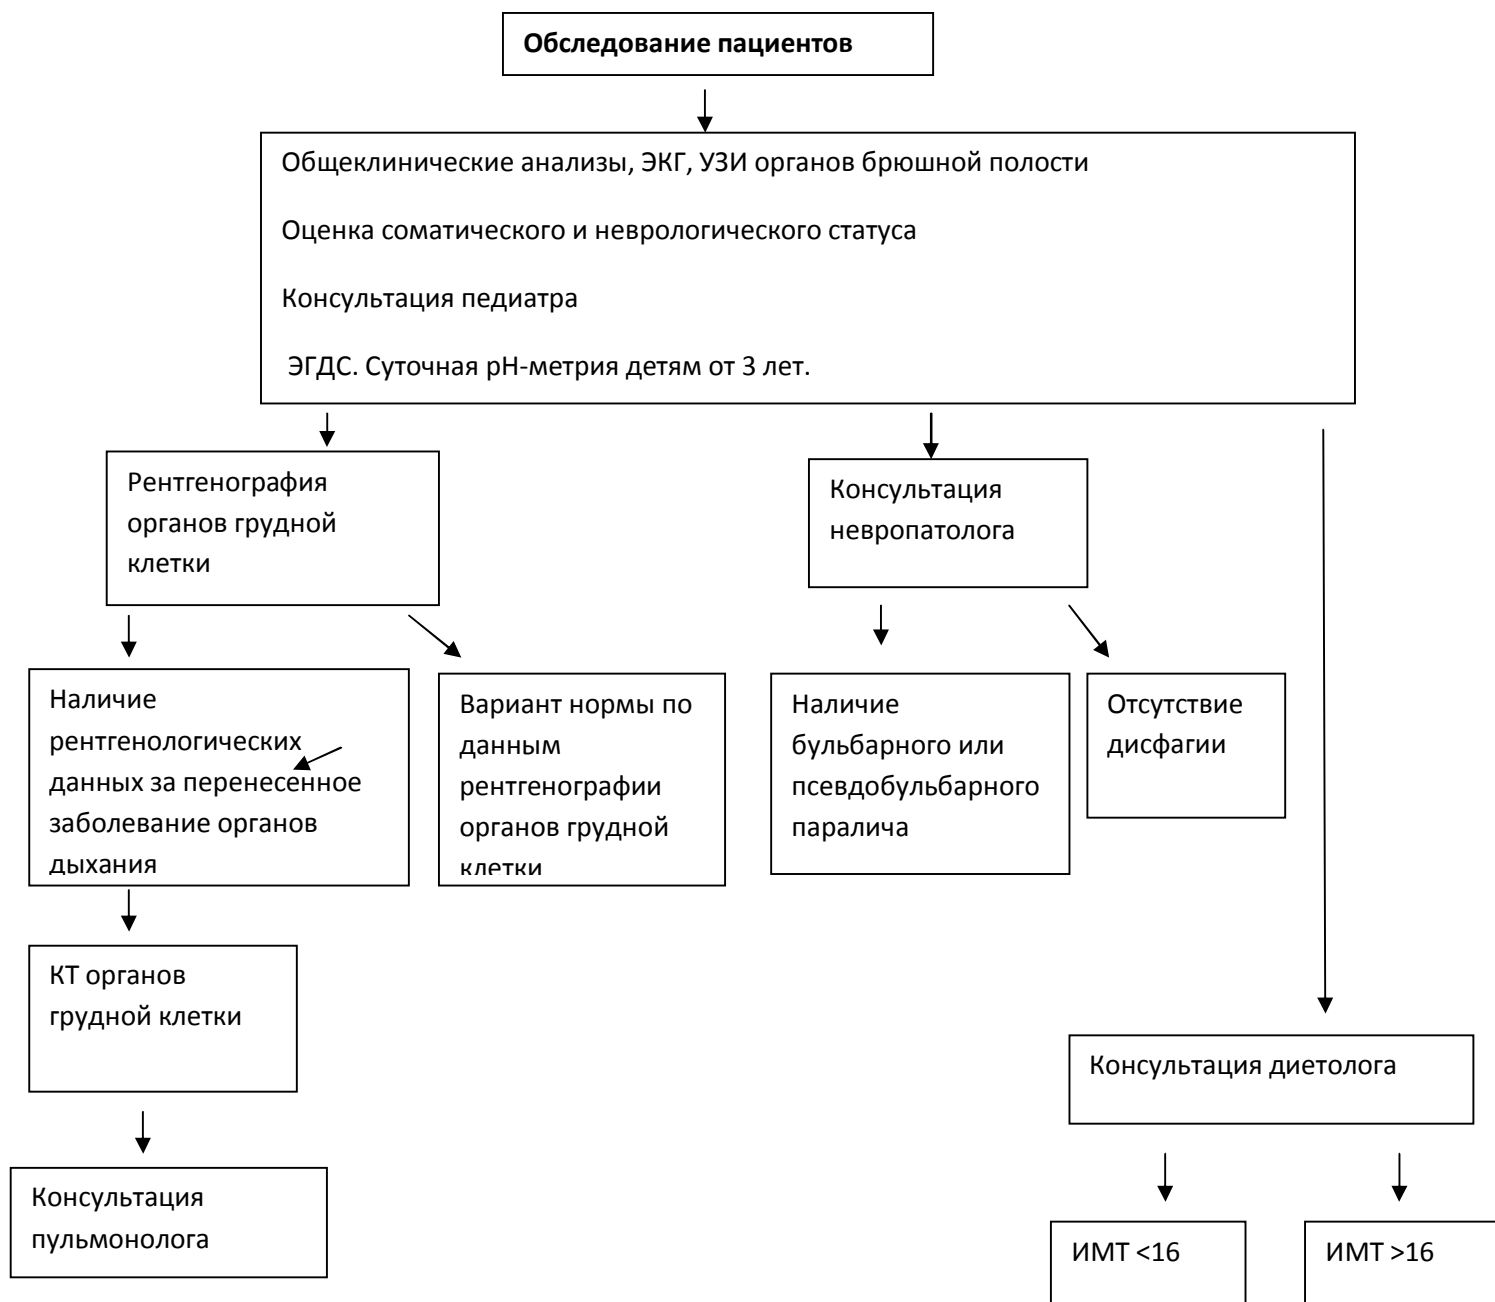 Обследование пациентов
Общеклинические анализы, ЭКГ, УЗИ органов брюшной полости
Оценка соматического и неврологического статуса
Консультация педиатра
ЭГДС. Суточная рН-метрия детям от 3 лет.
Рентгенография
органов грудной
клетки
Консультация
невропатолога
Наличие
рентгенологических
данных за перенесенное
заболевание органов
дыхания
Вариант нормы по
данным
рентгенографии
органов грудной
клетки
Наличие
бульбарного или
псевдобульбарного
паралича
Отсутствие
дисфагии
КТ органов
грудной клетки
Консультация диетолога
Консультация
пульмонолога
ИМТ <16
ИМТ >16